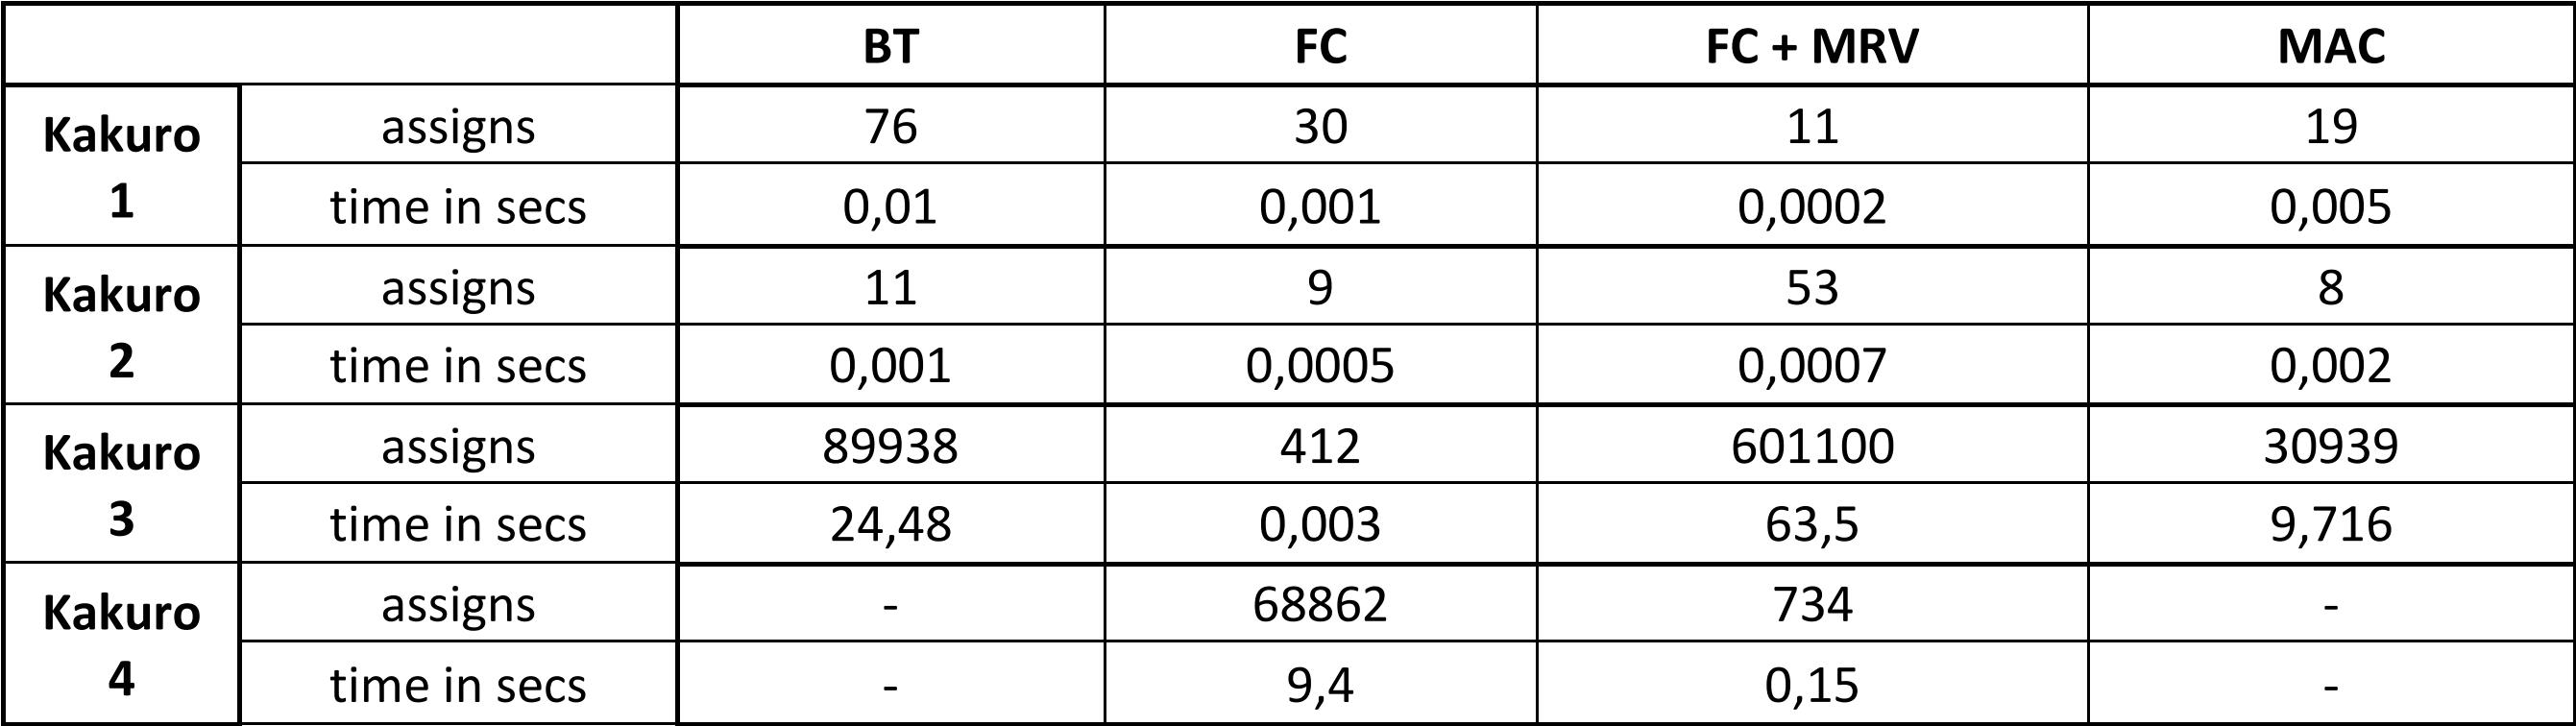 BT FC FC + MRV MAC
Kakuro 1 assigns 76 30 11 19
time in secs 0,01 0,001 0,0002 0,005
Kakuro 2 assigns 11 9 53 8
time in secs 0,001 0,0005 0,0007 0,002
Kakuro 3 assigns 89938 412 601100 30939
time in secs 24,48 0,003 63,5 9,716
Kakuro 4 assigns - 68862 734 -
time in secs - 9,4 0,15 -